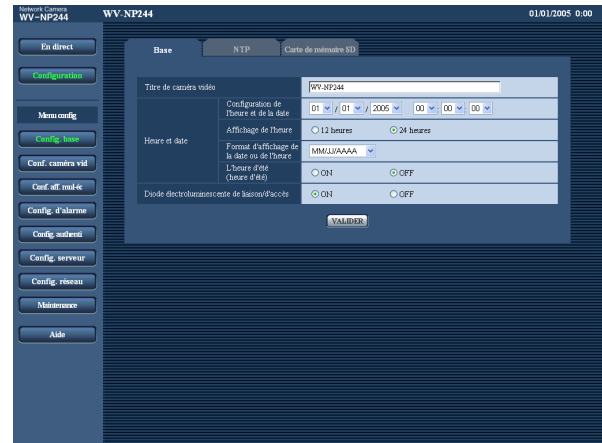 Network Camera
WV-NP244
WV-NP244
01/01/2005 0:00
En direct
Configuration
Menu config
Config. base
Conf. caméra vid
Conf. aff. mul-éc
Config. d'alarme
Config. authenti
Config. serveur
Config. réseau
Maintenance
Aide
Base
NTP
Carte de mémoire SD
Titre de caméra vidéo
WV-NP244
Heure et date
Configuration de
l'heure et de la date
01 / 01 / 2005 00 : 00 : 00
Affichage de l'heure
12 heures 24 heures
Format d'affichage de
la date ou de l'heure
MM/JJ/AAAA
L'heure d'été
(heure d'été)
ON OFF
Diode électroluminescente de liaison/d'accès
ON OFF
VALIDER